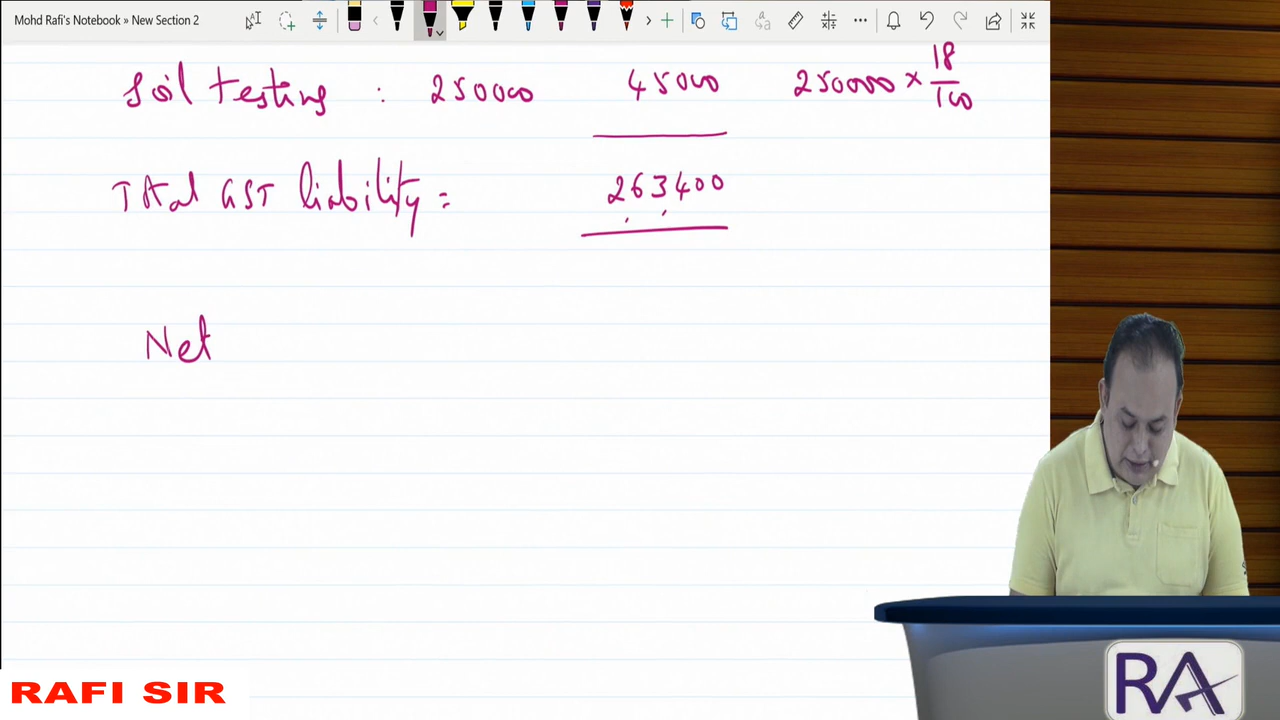 Mohd Rafi's Notebook » New Section 2
Soil testing : 250000 45000 250000 × 18/100
Total GST liability = 263400
Net
RAFI SIR
RA